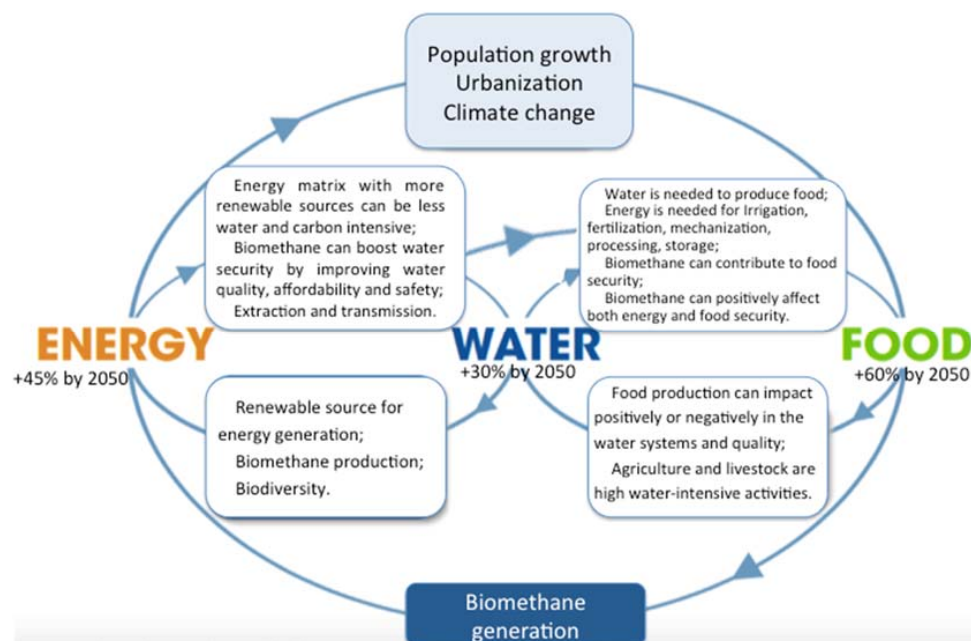 Population growth
Urbanization
Climate change
Energy matrix with more
renewable sources can be less
water and carbon intensive;
Biomethane can boost water
security by improving water
quality, affordability and safety;
Extraction and transmission.
Water is needed to produce food;
Energy is needed for Irrigation,
fertilization, mechanization,
processing, storage;
Biomethane can contribute to food
security;
Biomethane can positively affect
both energy and food security.
ENERGY
+45% by 2050
WATER
+30% by 2050
FOOD
+60% by 2050
Renewable source for
energy generation;
Biomethane production;
Biodiversity.
Food production can impact
positively or negatively in the
water systems and quality;
Agriculture and livestock are
high water-intensive activities.
Biomethane
generation